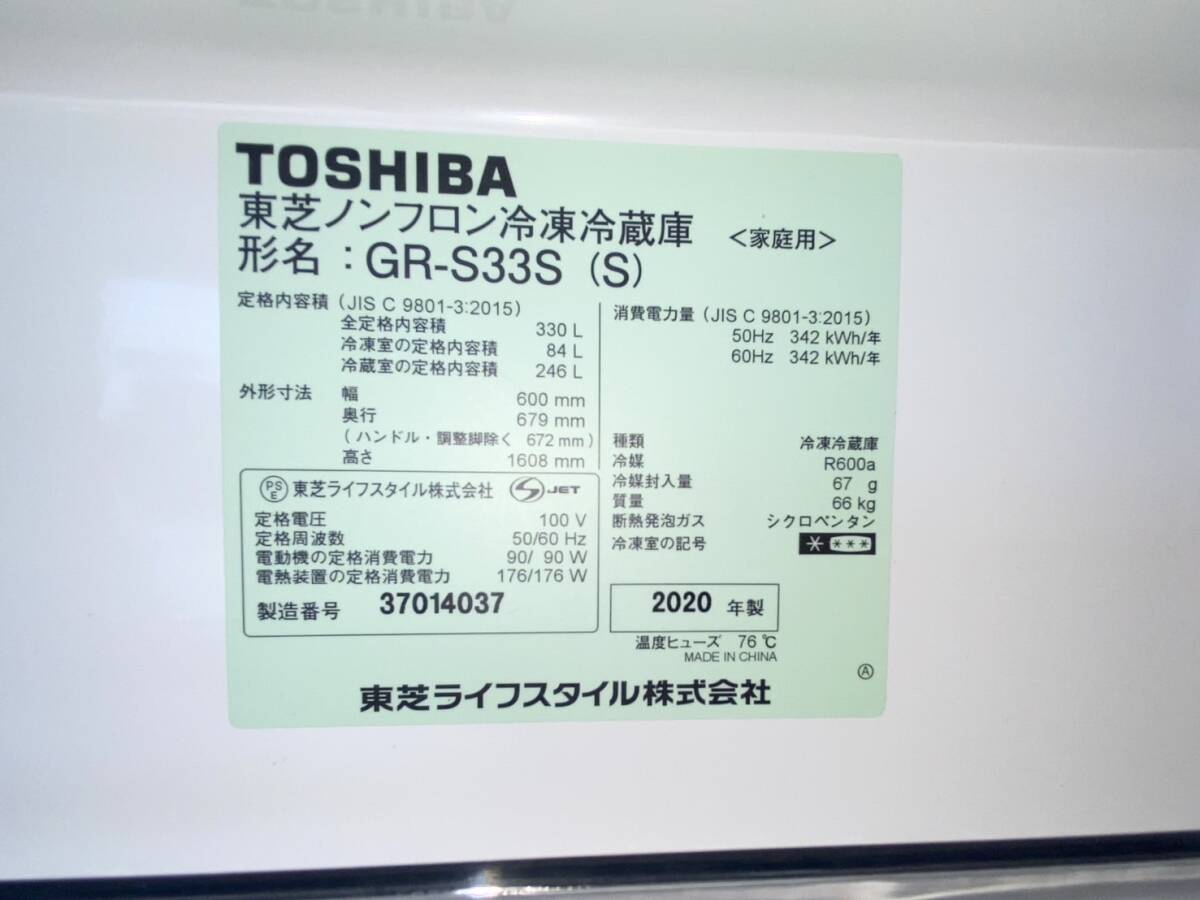 TOSHIBA
東芝ノンフロン冷凍冷蔵庫 <家庭用>
形名 : GR-S33S (S)
定格内容積 (JIS C 9801-3:2015)
全定格内容積 330 L
冷凍室の定格内容積 84 L
冷蔵室の定格内容積 246 L
外形寸法 幅 600 mm
奥行 679 mm
(ハンドル・調整脚除く 672 mm)
高さ 1608 mm
PSE 東芝ライフスタイル株式会社 S JET
定格電圧 100 V
定格周波数 50/60 Hz
電動機の定格消費電力 90/ 90 W
電熱装置の定格消費電力 176/176 W
製造番号 37014037
消費電力量 (JIS C 9801-3:2015)
50Hz 342 kWh/年
60Hz 342 kWh/年
種類 冷凍冷蔵庫
冷媒 R600a
冷媒封入量 67 g
質量 66 kg
断熱発泡ガス シクロペンタン
冷凍室の記号 * ***
2020 年製
温度ヒューズ 76 ℃
MADE IN CHINA
Ⓐ
東芝ライフスタイル株式会社